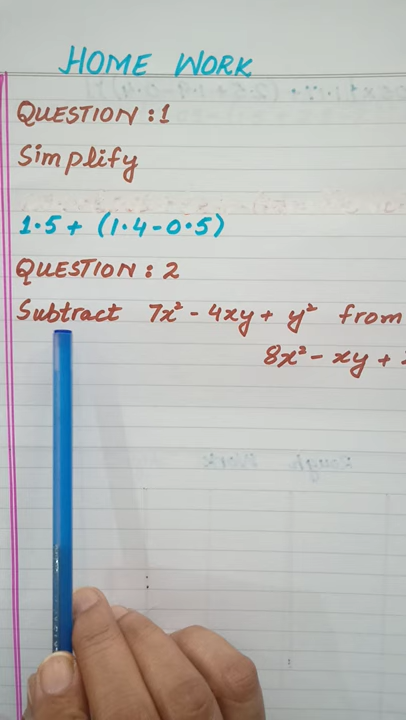 HOME WORK
QUESTION : 1
Simplify
1.5 + (1.4 - 0.5)
QUESTION : 2
Subtract 7x² - 4xy + y² from
8x² - xy +